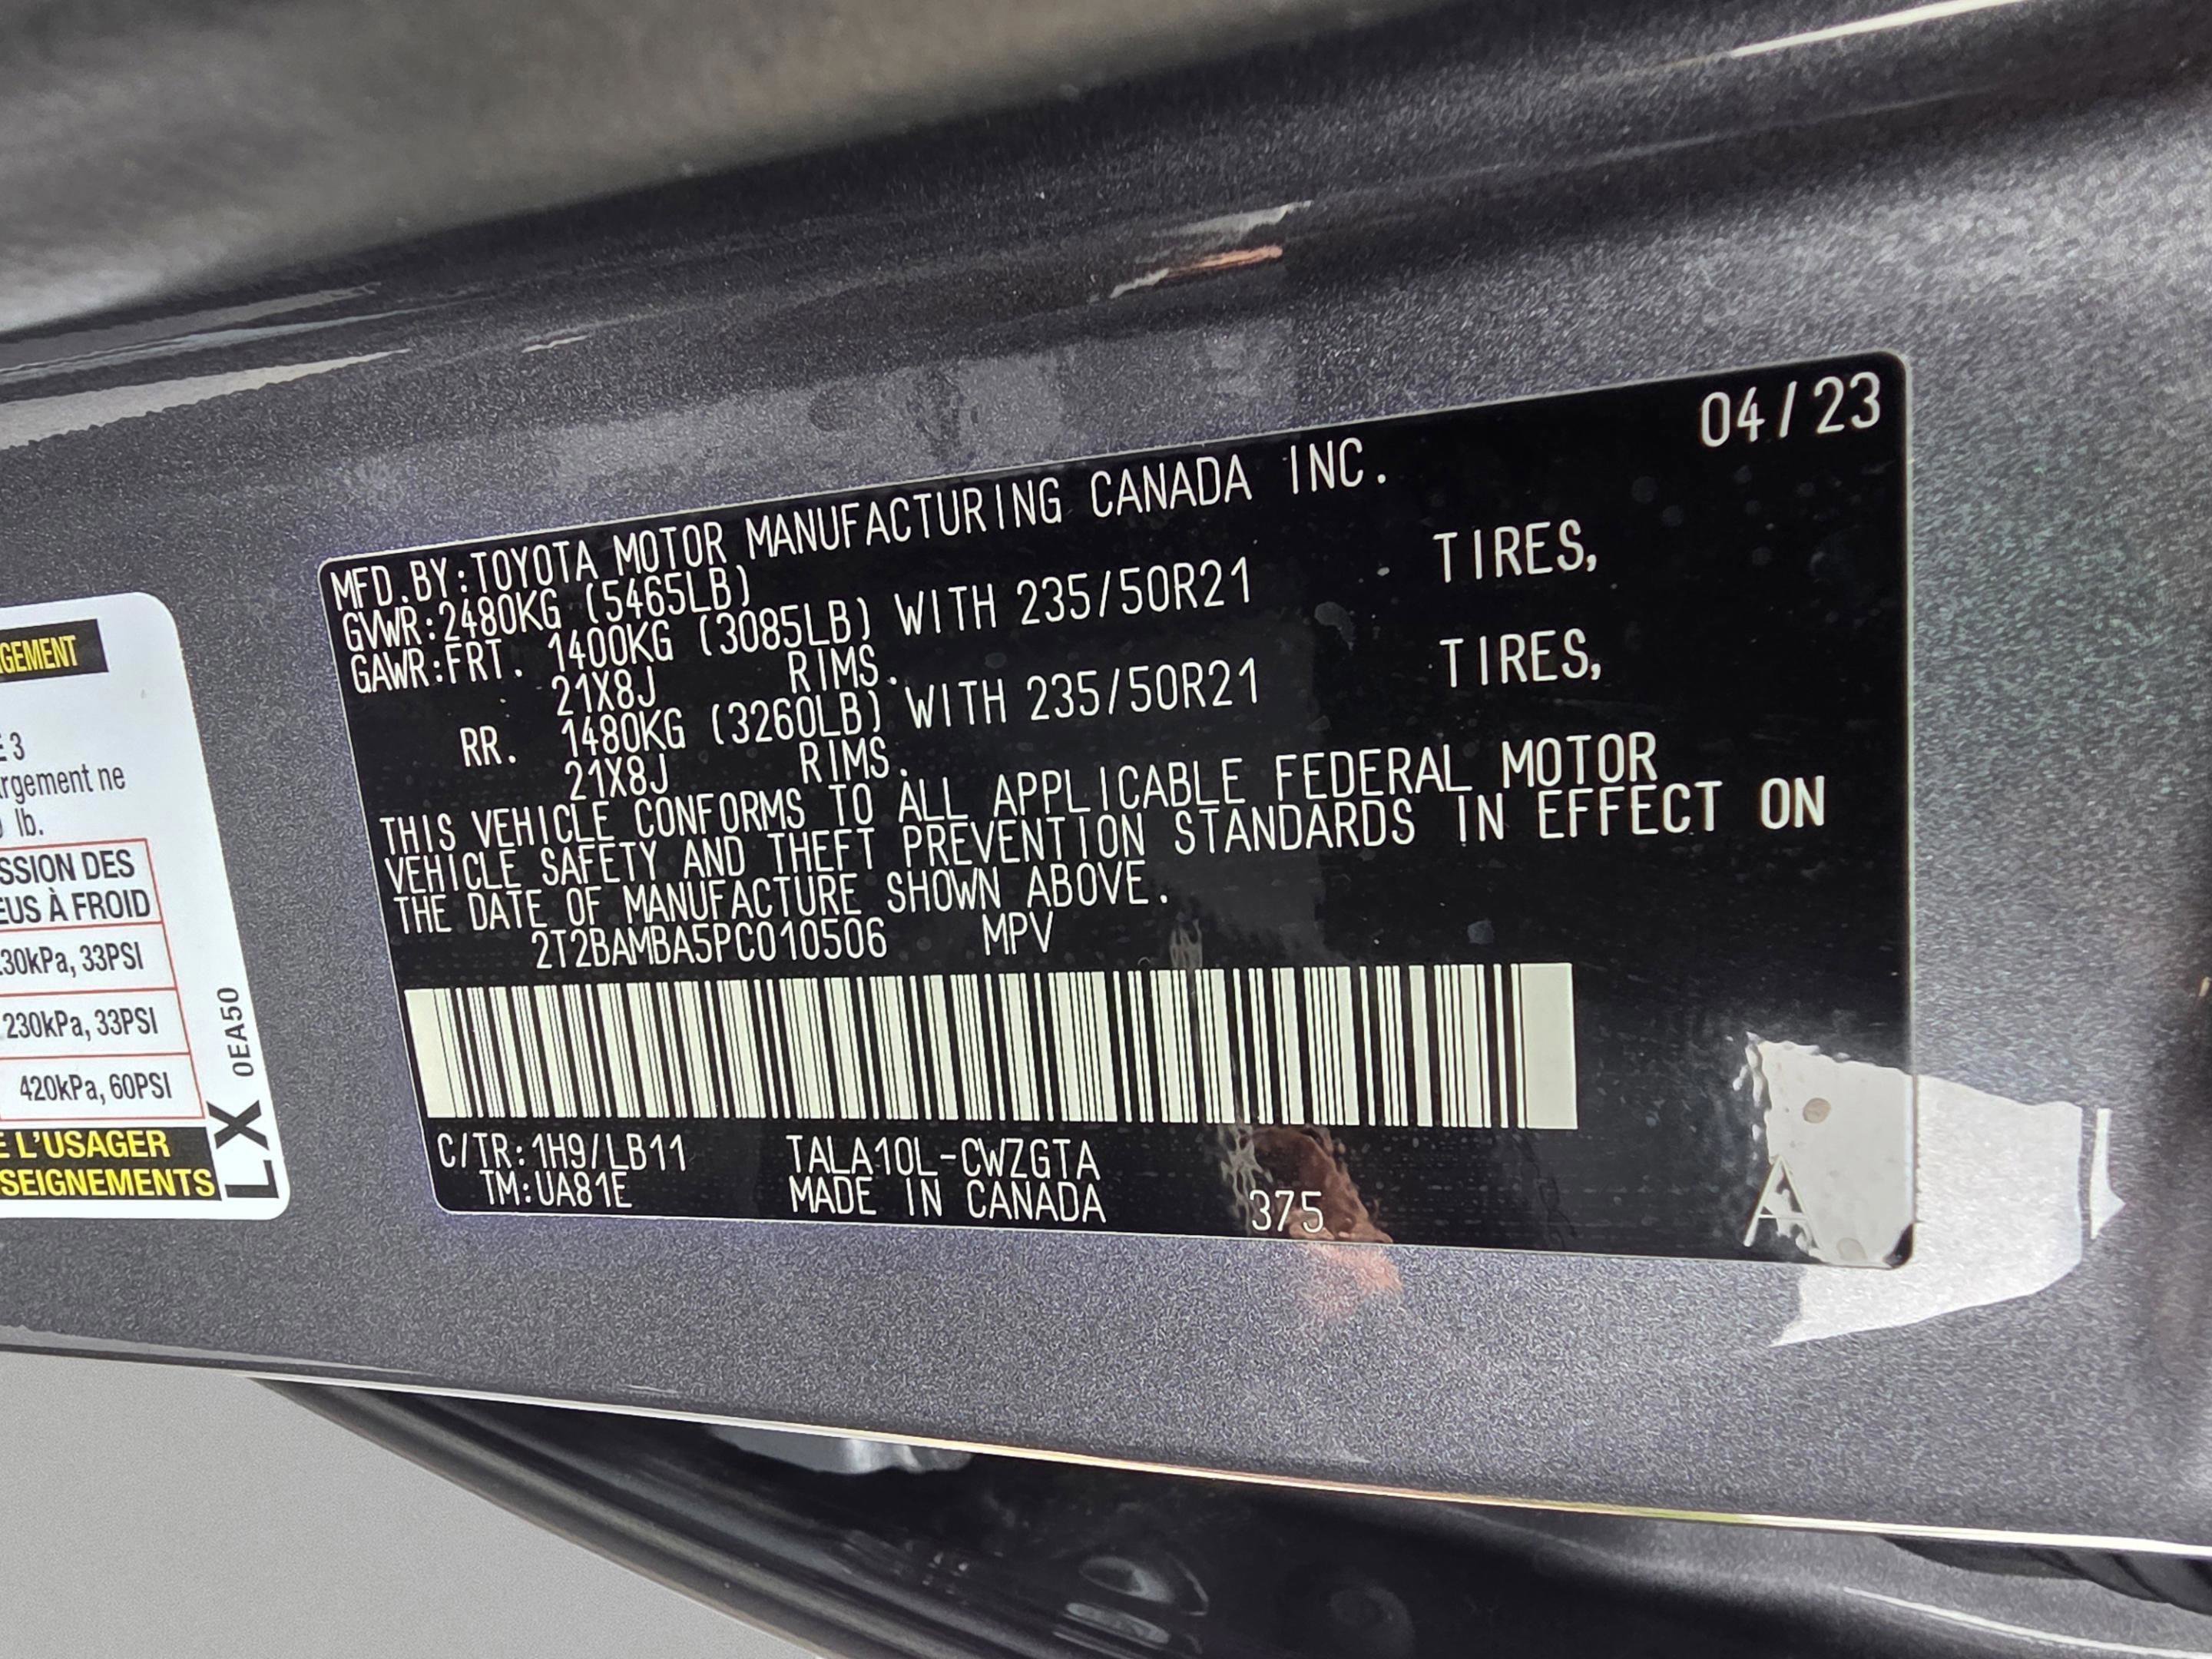 04/23
MFD.BY:TOYOTA MOTOR MANUFACTURING CANADA INC.
GVWR:2480KG (5465LB)
GAWR:FRT. 1400KG (3085LB) WITH 235/50R21 TIRES,
21X8J RIMS.
RR. 1480KG (3260LB) WITH 235/50R21 TIRES,
21X8J RIMS.
THIS VEHICLE CONFORMS TO ALL APPLICABLE FEDERAL MOTOR
VEHICLE SAFETY AND THEFT PREVENTION STANDARDS IN EFFECT ON
THE DATE OF MANUFACTURE SHOWN ABOVE.
2T2BAMBA5PC010506 MPV
C/TR:1H9/LB11 TALA10L-CWZGTA
TM:UA81E MADE IN CANADA 375
A
GEMENT
E 3
rgement ne
lb.
SSION DES
EUS À FROID
30kPa, 33PSI
230kPa, 33PSI
420kPa, 60PSI
E L'USAGER
SEIGNEMENTS
LX 0EA50